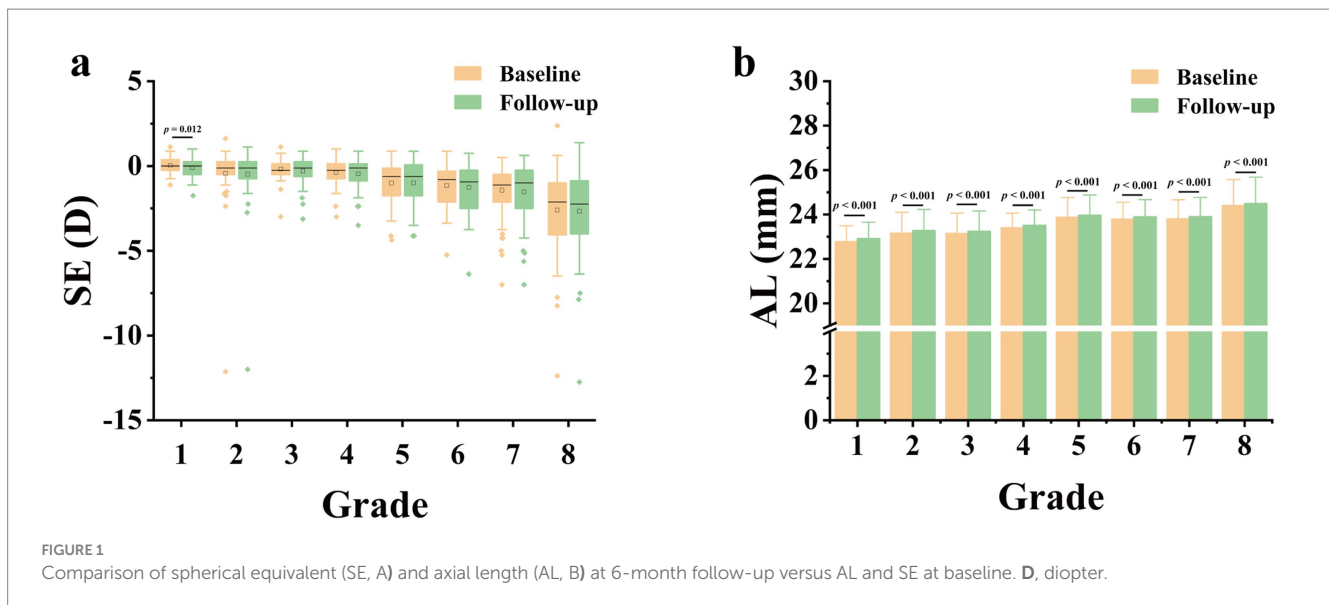 a
Baseline
Follow-up
p = 0.012
SE (D)
5
0
-5
-10
-15
1 2 3 4 5 6 7 8
Grade
b
Baseline
Follow-up
p < 0.001
p < 0.001
p < 0.001
p < 0.001
p < 0.001
p < 0.001
p < 0.001
p < 0.001
AL (mm)
30
28
26
24
22
20
2
0
1 2 3 4 5 6 7 8
Grade
FIGURE 1
Comparison of spherical equivalent (SE, A) and axial length (AL, B) at 6-month follow-up versus AL and SE at baseline. D, diopter.